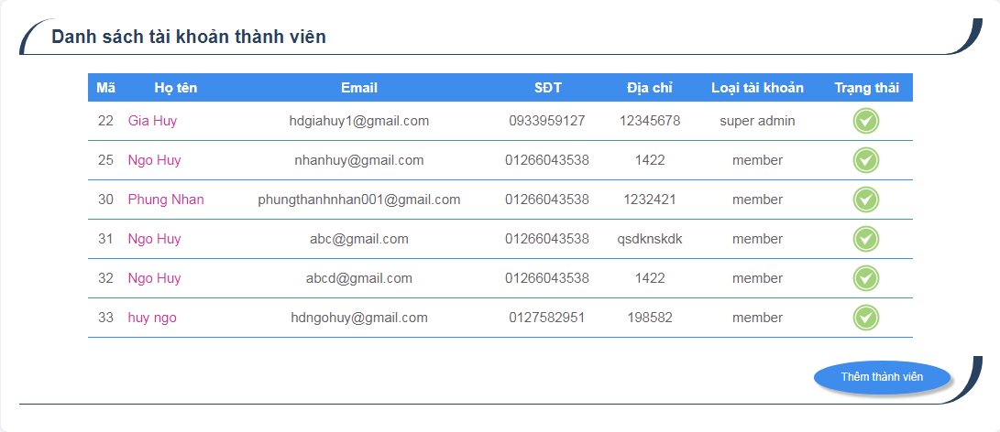 Danh sách tài khoản thành viên
Mã Họ tên Email SĐT Địa chỉ Loại tài khoản Trạng thái
22 Gia Huy hdgiahuy1@gmail.com 0933959127 12345678 super admin
25 Ngo Huy nhanhuy@gmail.com 01266043538 1422 member
30 Phung Nhan phungthanhnhan001@gmail.com 01266043538 1232421 member
31 Ngo Huy abc@gmail.com 01266043538 qsdknskdk member
32 Ngo Huy abcd@gmail.com 01266043538 1422 member
33 huy ngo hdngohuy@gmail.com 0127582951 198582 member
Thêm thành viên